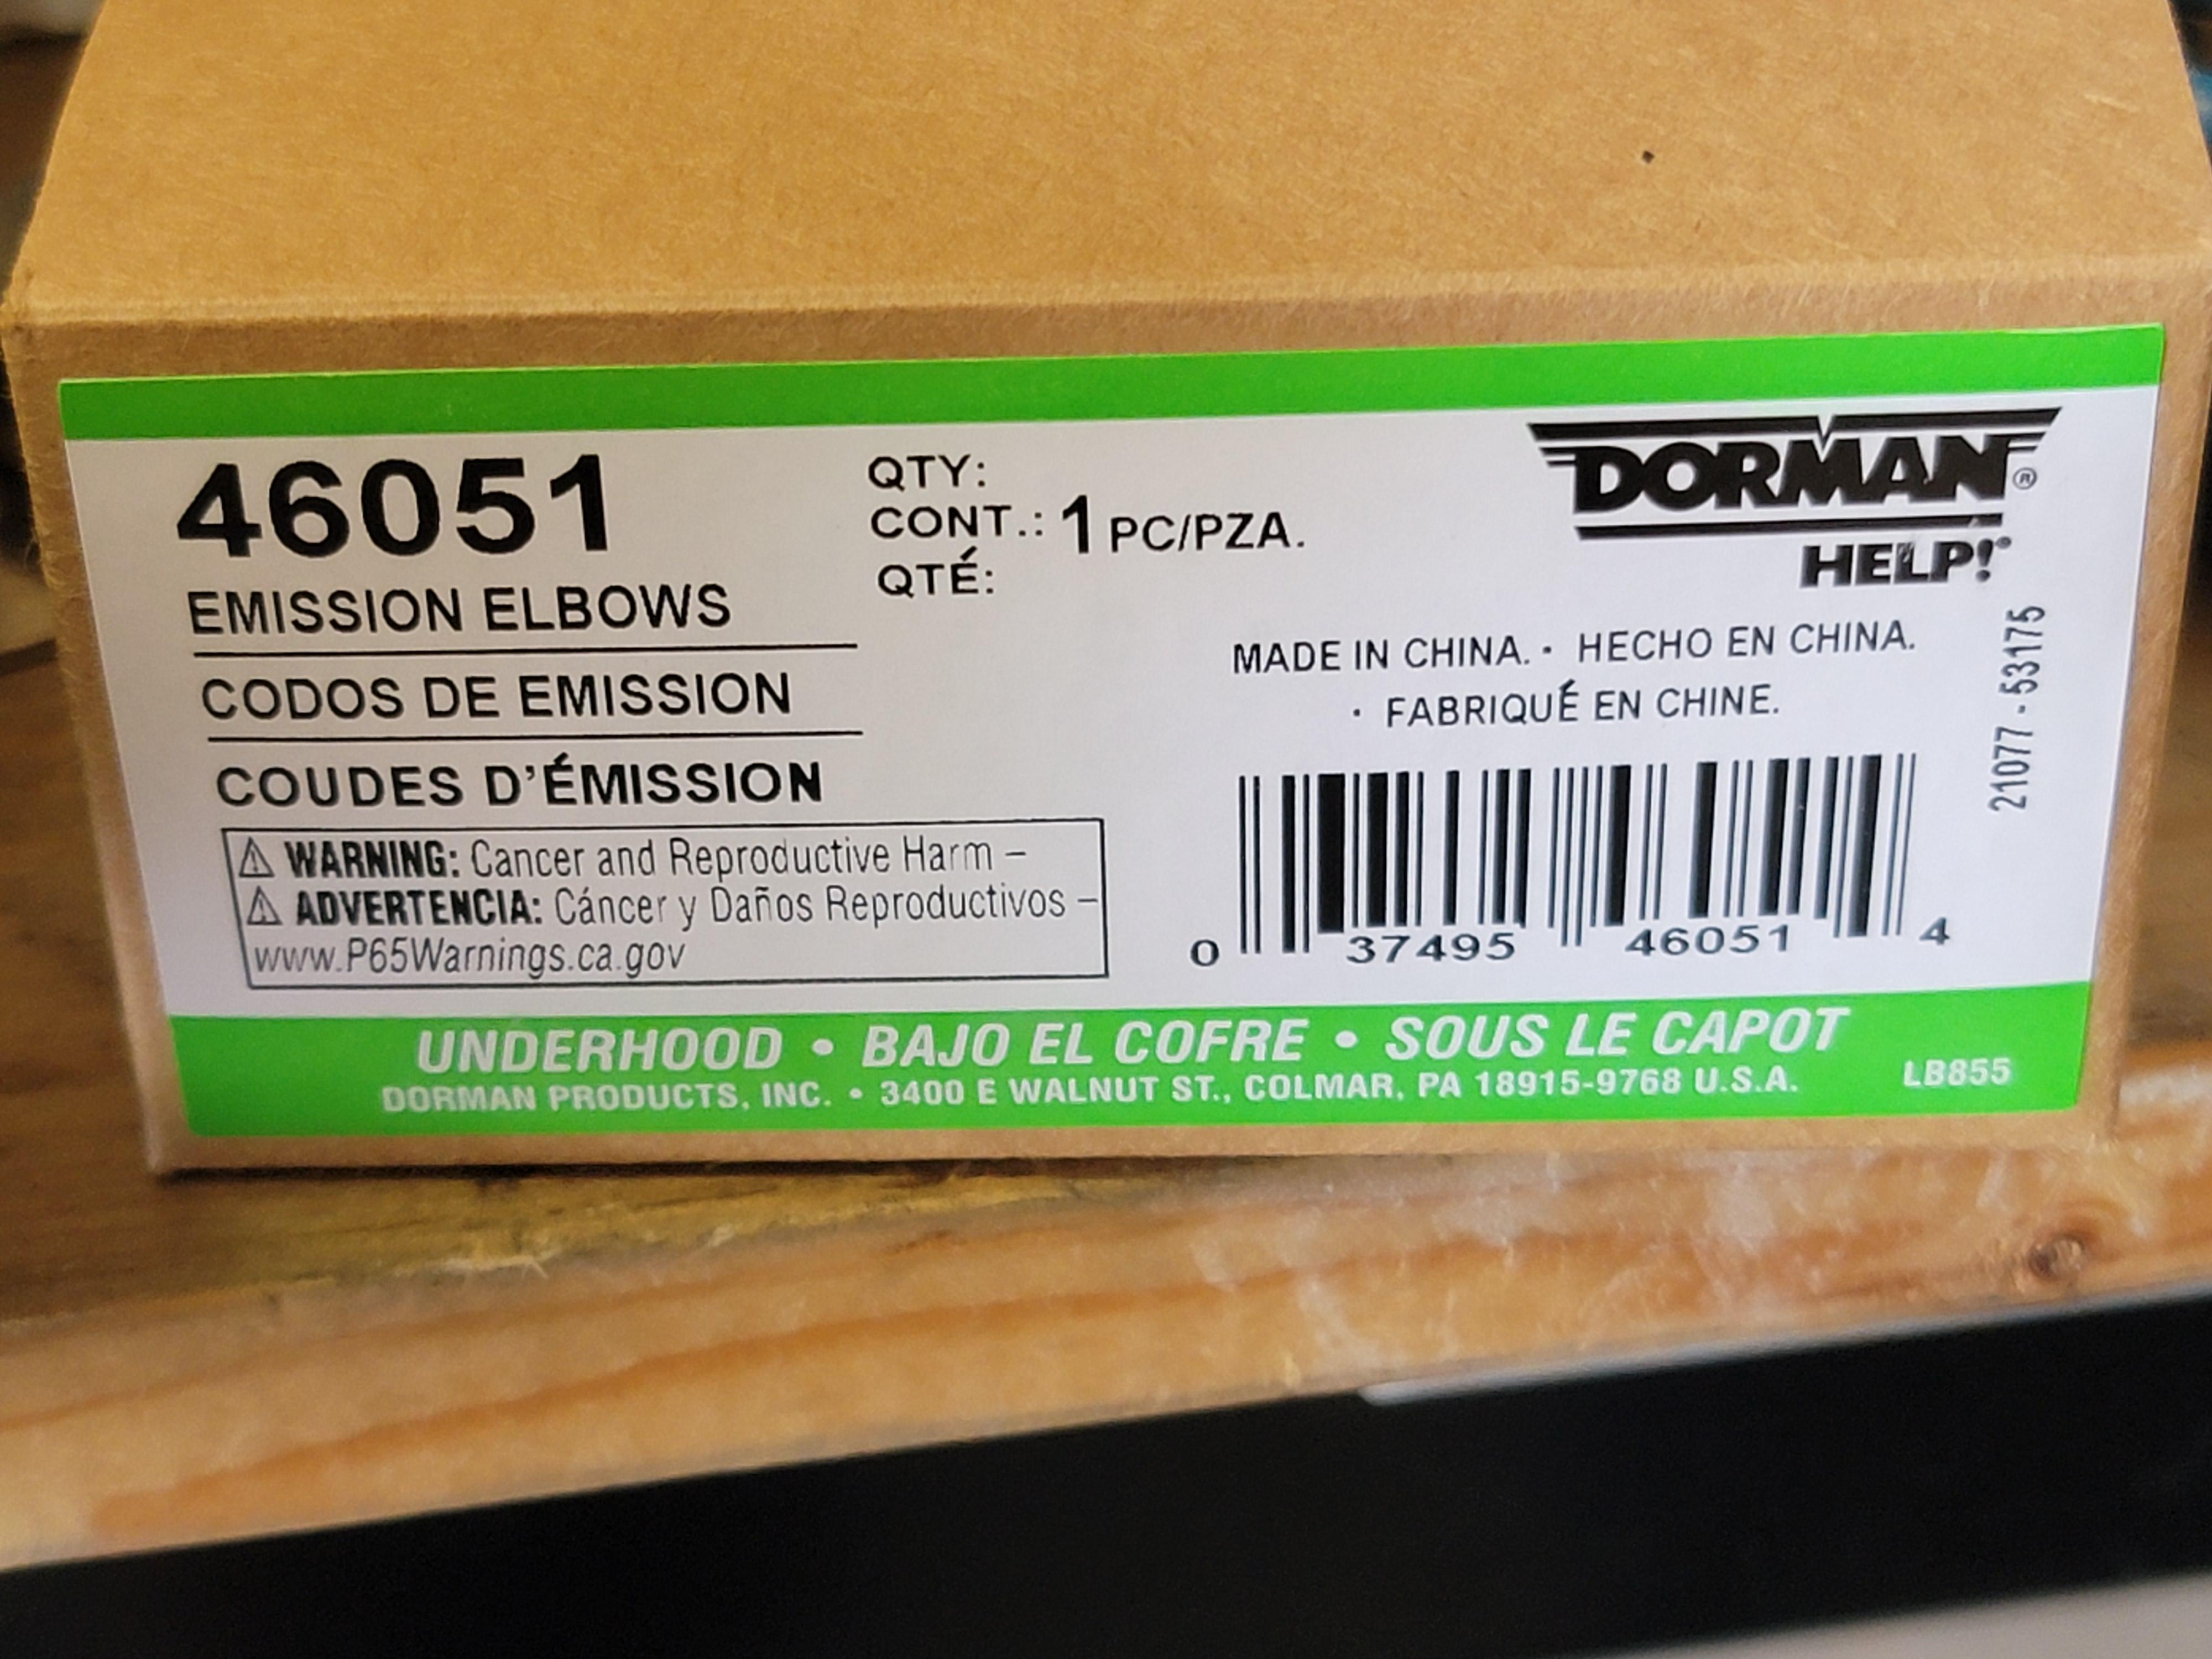 46051
EMISSION ELBOWS
CODOS DE EMISSION
COUDES D'ÉMISSION
QTY:
CONT.: 1 PC/PZA.
QTÉ:
DORMAN®
HELP!®
MADE IN CHINA. · HECHO EN CHINA.
· FABRIQUÉ EN CHINE.
21077 - 53175
⚠ WARNING: Cancer and Reproductive Harm –
⚠ ADVERTENCIA: Cáncer y Daños Reproductivos –
www.P65Warnings.ca.gov
0 37495 46051 4
UNDERHOOD • BAJO EL COFRE • SOUS LE CAPOT
DORMAN PRODUCTS, INC. • 3400 E WALNUT ST., COLMAR, PA 18915-9768 U.S.A.
LB855